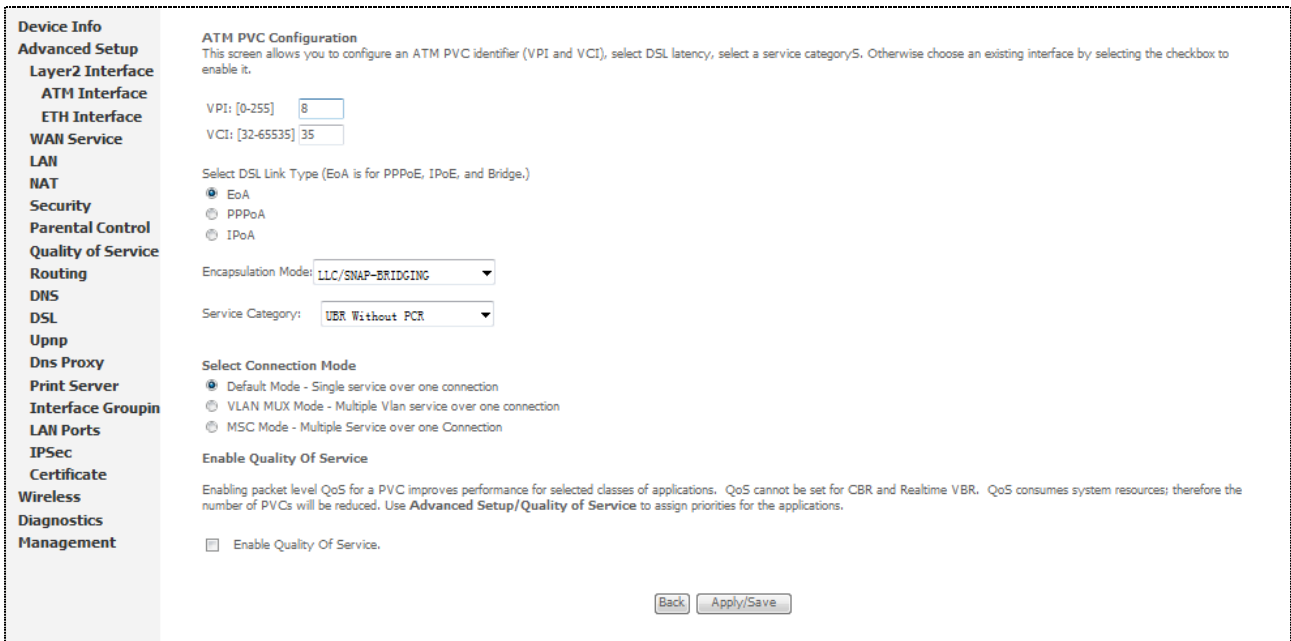 Device Info
Advanced Setup
Layer2 Interface
ATM Interface
ETH Interface
WAN Service
LAN
NAT
Security
Parental Control
Quality of Service
Routing
DNS
DSL
Upnp
Dns Proxy
Print Server
Interface Groupin
LAN Ports
IPSec
Certificate
Wireless
Diagnostics
Management
ATM PVC Configuration
This screen allows you to configure an ATM PVC identifier (VPI and VCI), select DSL latency, select a service categoryS. Otherwise choose an existing interface by selecting the checkbox to
enable it.
VPI: [0-255] 8
VCI: [32-65535] 35
Select DSL Link Type (EoA is for PPPoE, IPoE, and Bridge.)
EoA
PPPoA
IPoA
Encapsulation Mode: LLC/SNAP-BRIDGING
Service Category: UBR Without PCR
Select Connection Mode
Default Mode - Single service over one connection
VLAN MUX Mode - Multiple Vlan service over one connection
MSC Mode - Multiple Service over one Connection
Enable Quality Of Service
Enabling packet level QoS for a PVC improves performance for selected classes of applications. QoS cannot be set for CBR and Realtime VBR. QoS consumes system resources; therefore the
number of PVCs will be reduced. Use Advanced Setup/Quality of Service to assign priorities for the applications.
Enable Quality Of Service.
Back Apply/Save